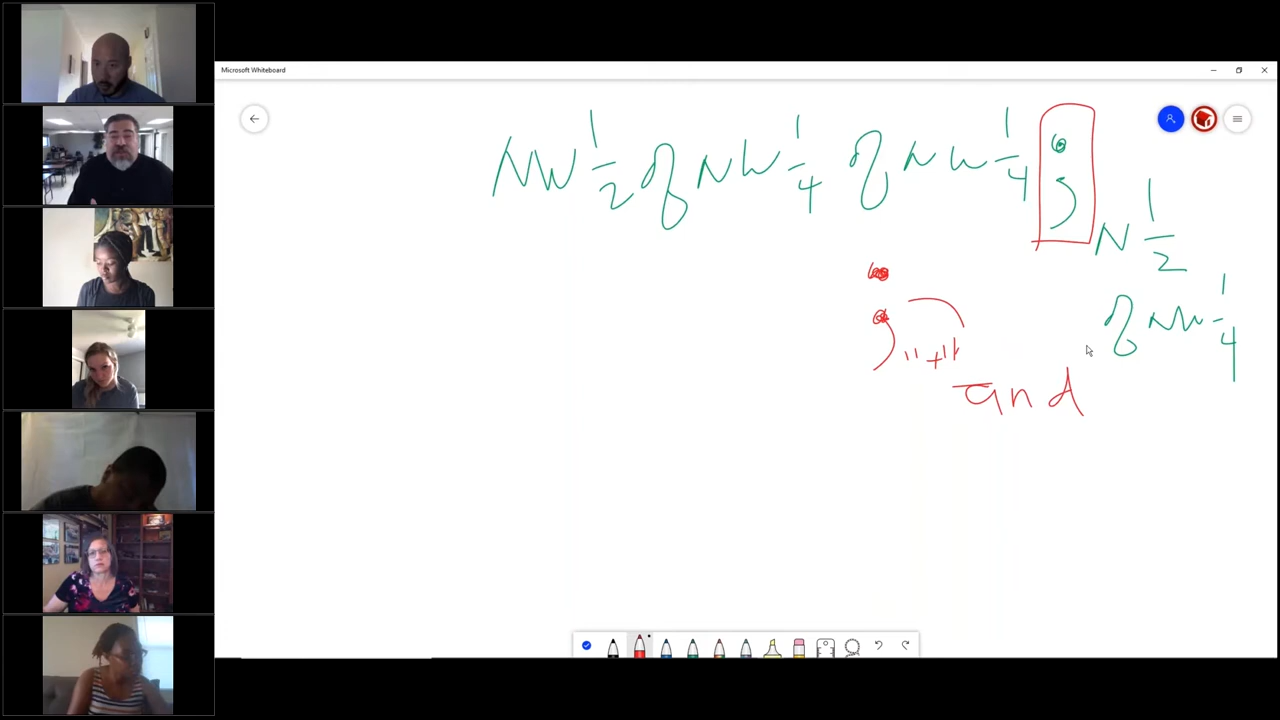 Microsoft Whiteboard
NW 1/2 of NW 1/4 of NW 1/4 ;
N 1/2
of NW 1/4
; "+"
and